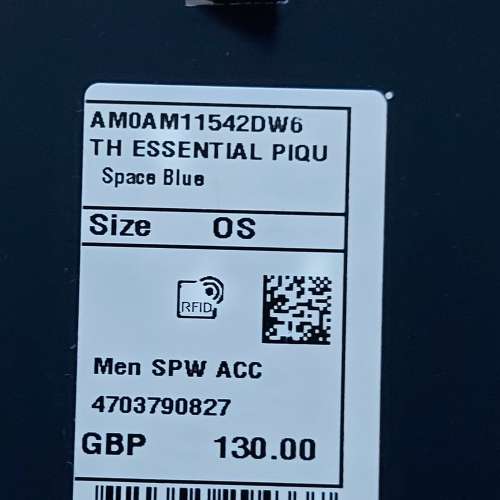 AM0AM11542DW6
TH ESSENTIAL PIQU
Space Blue
Size OS
RFID
Men SPW ACC
4703790827
GBP 130.00